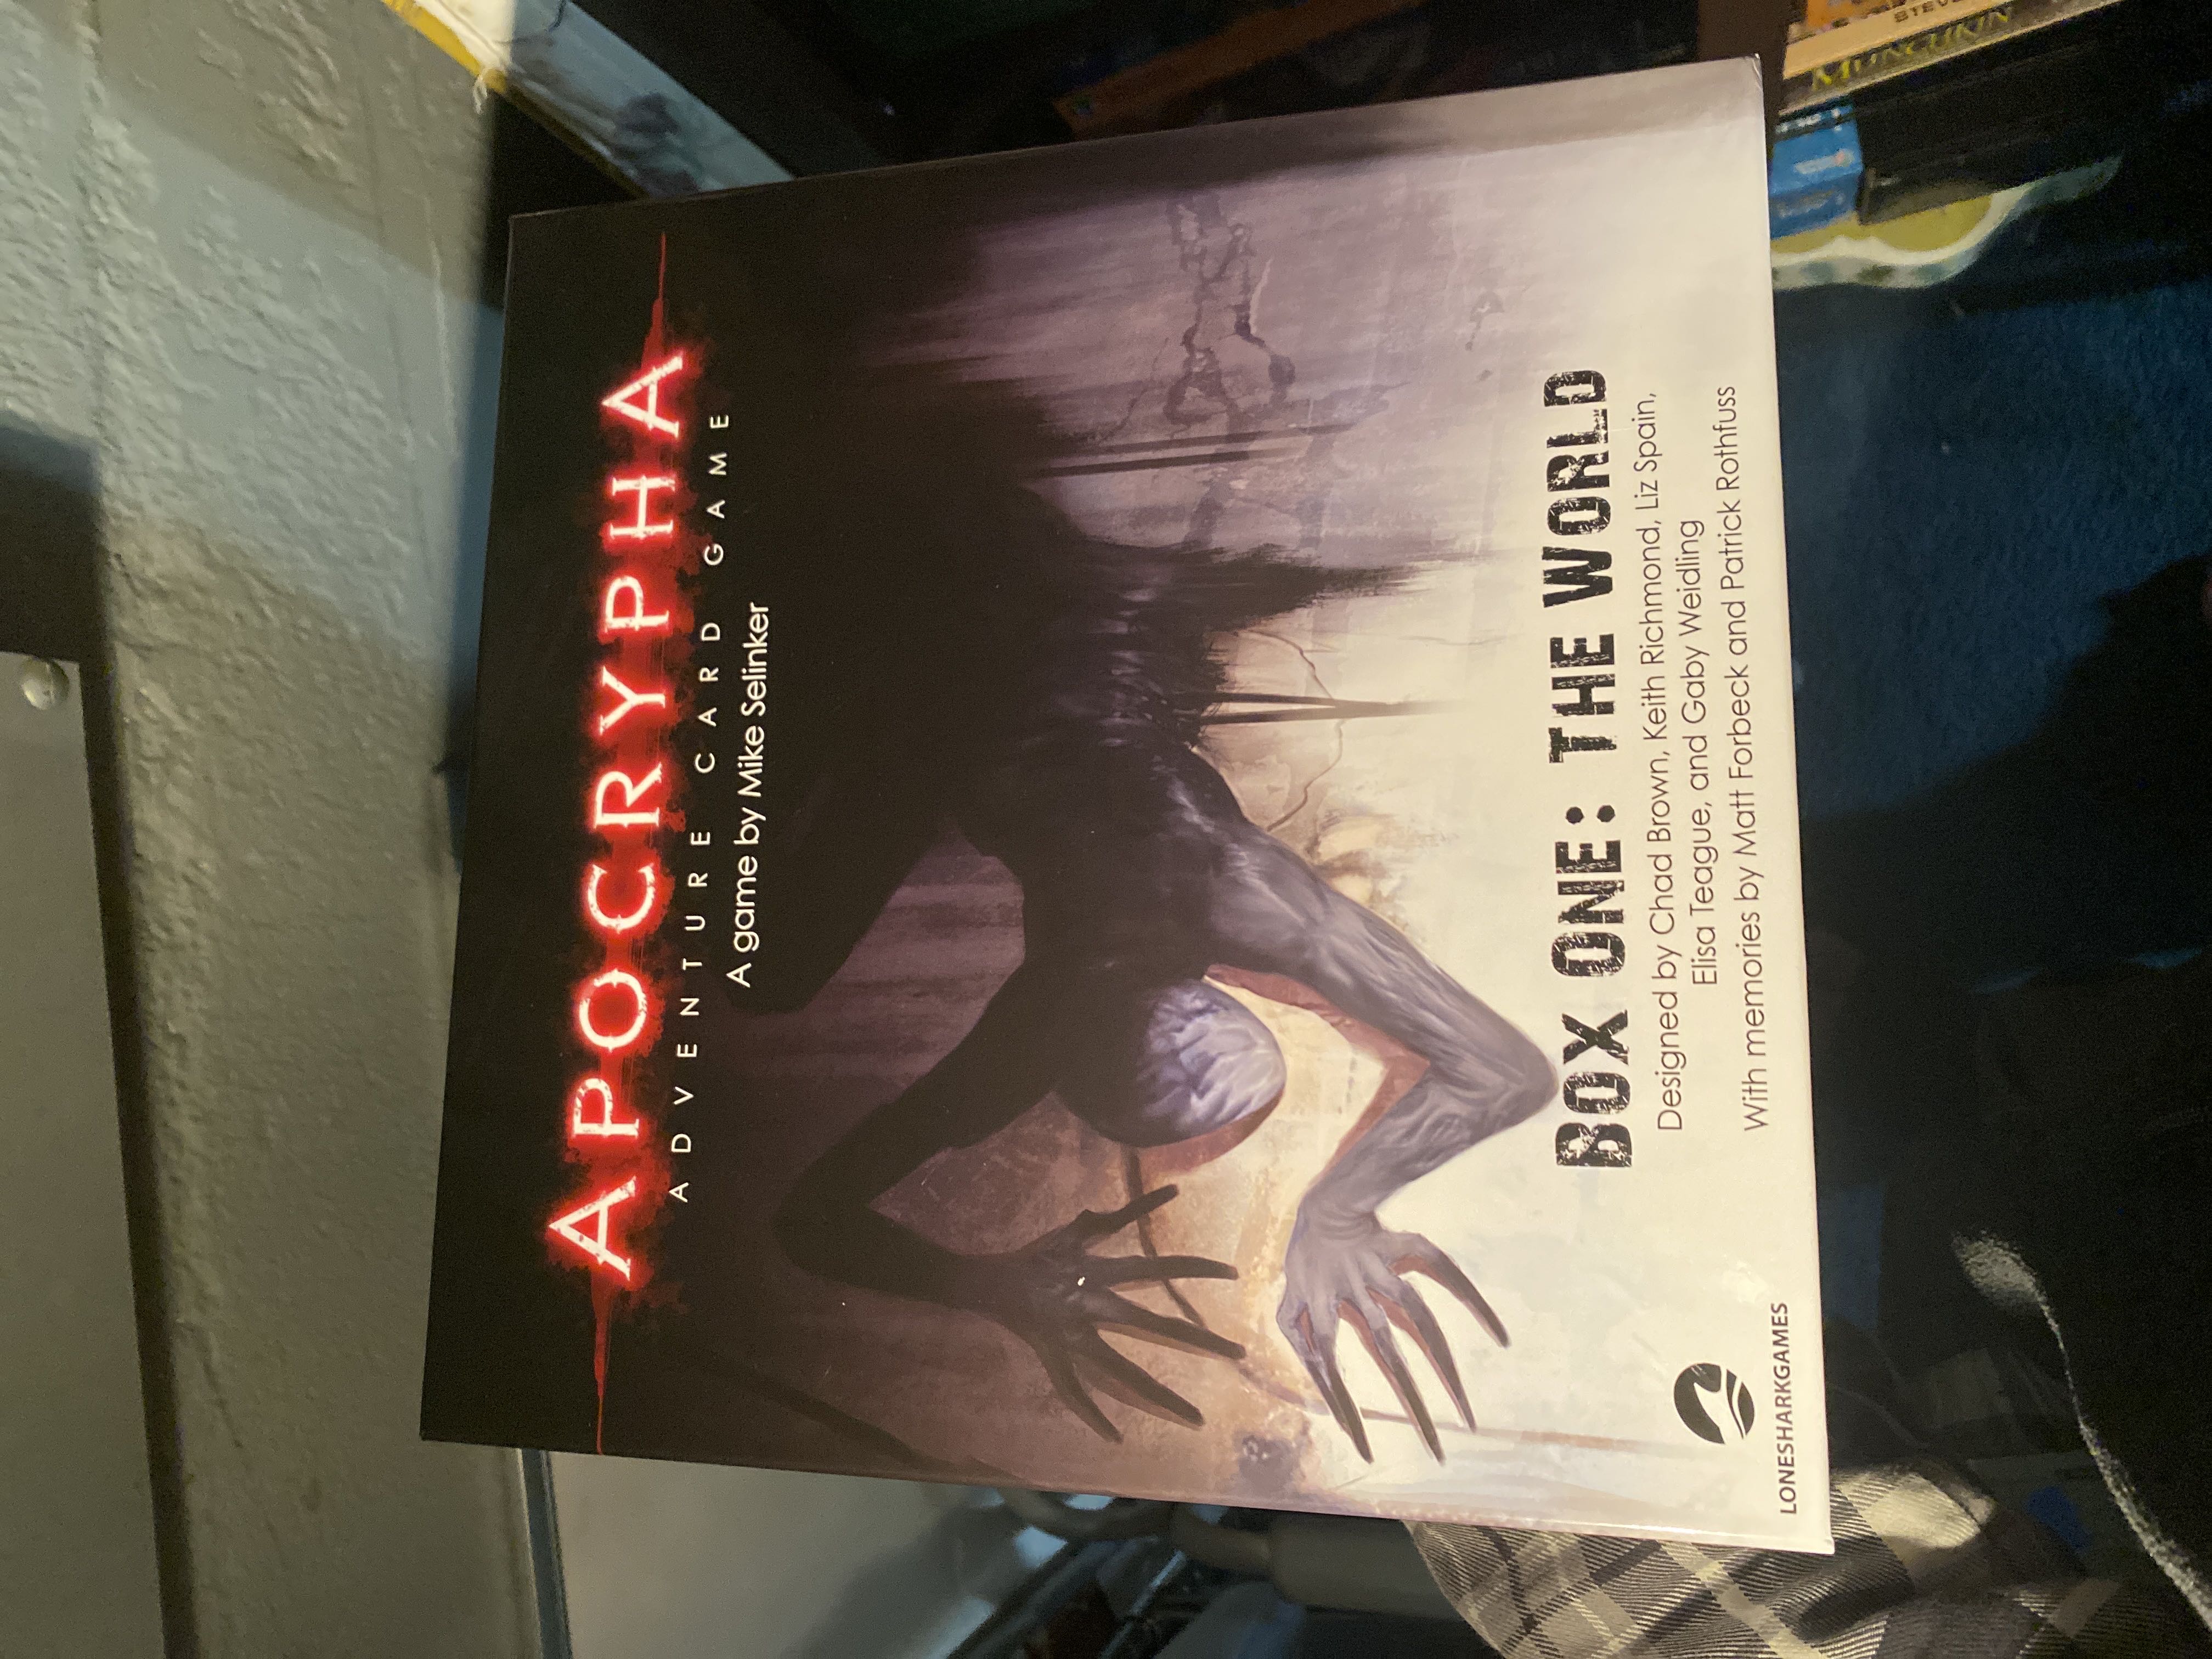 APOCRYPHA
ADVENTURE CARD GAME
A game by Mike Selinker
BOX ONE: THE WORLD
Designed by Chad Brown, Keith Richmond, Liz Spain,
Elisa Teague, and Gaby Weidling
With memories by Matt Forbeck and Patrick Rothfuss
LONESHARKGAMES
MUNCHKIN